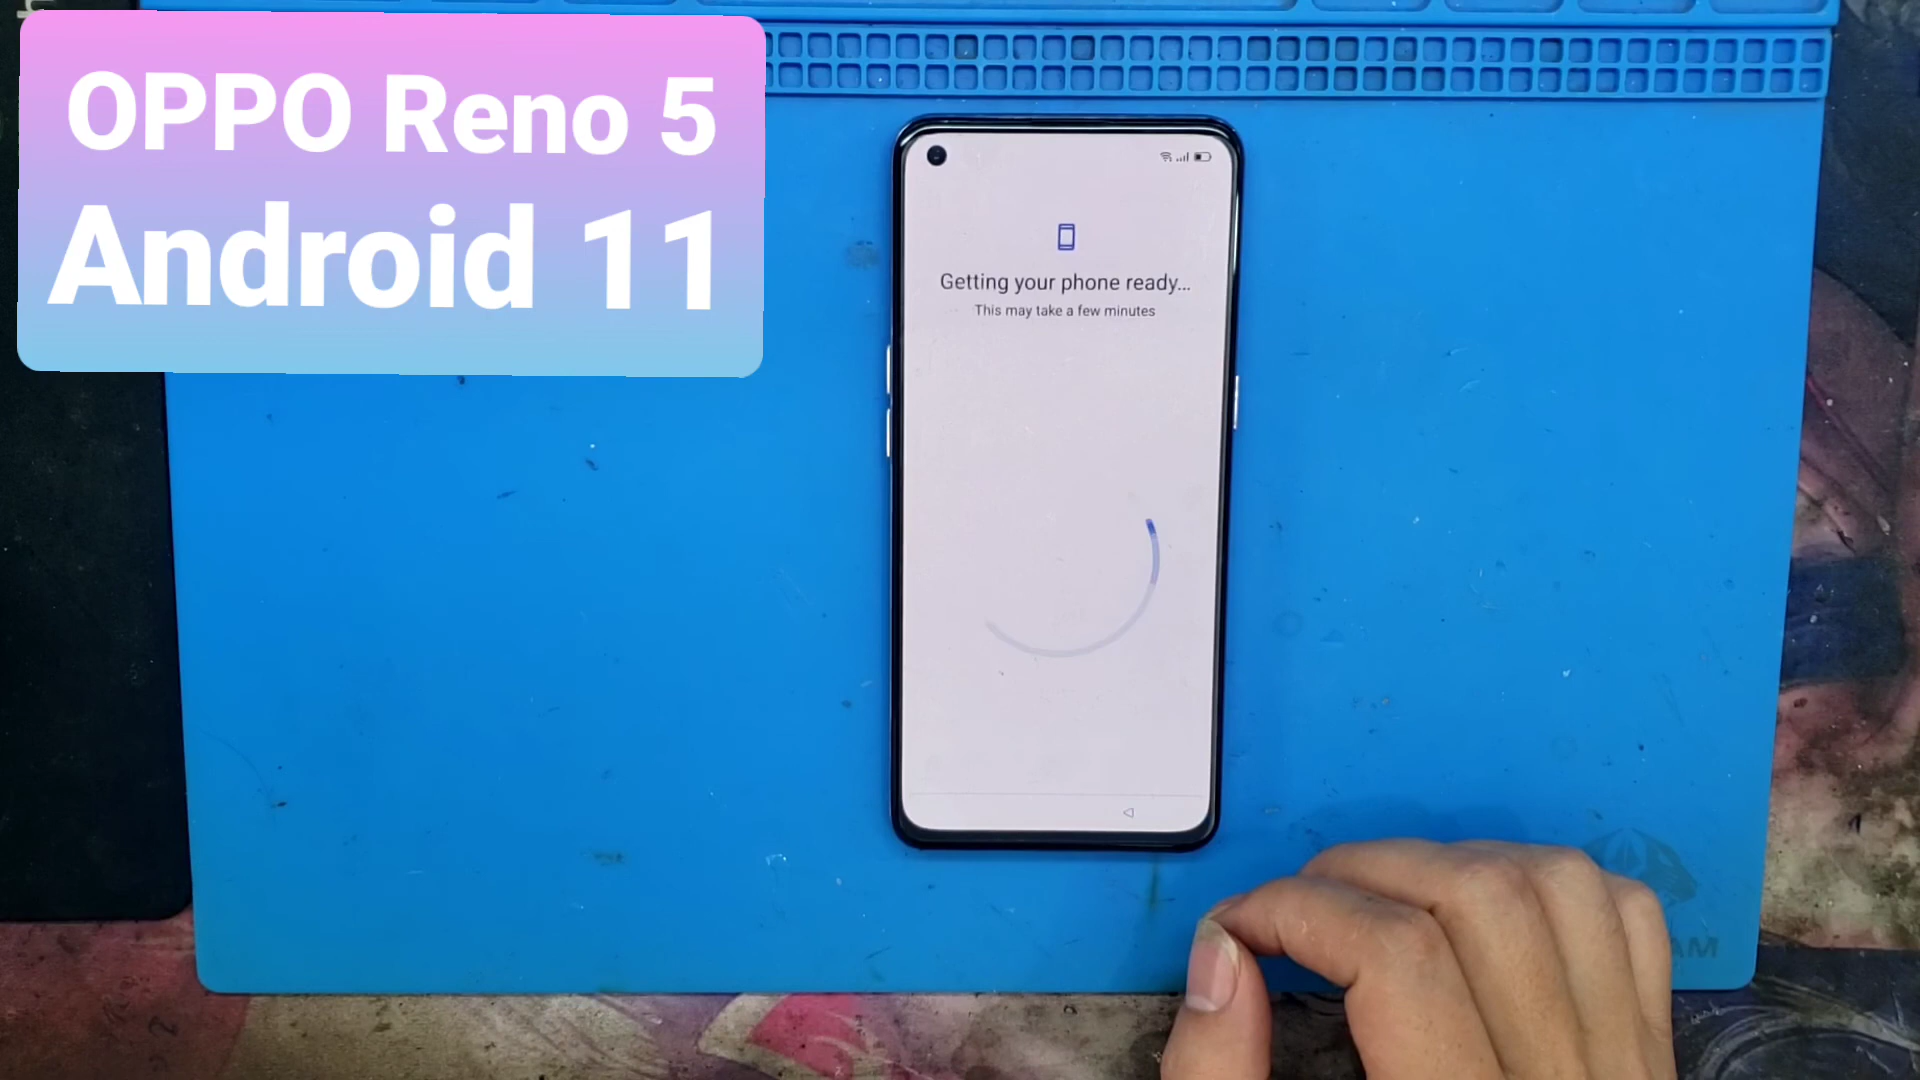 OPPO Reno 5
Android 11
Getting your phone ready...
This may take a few minutes